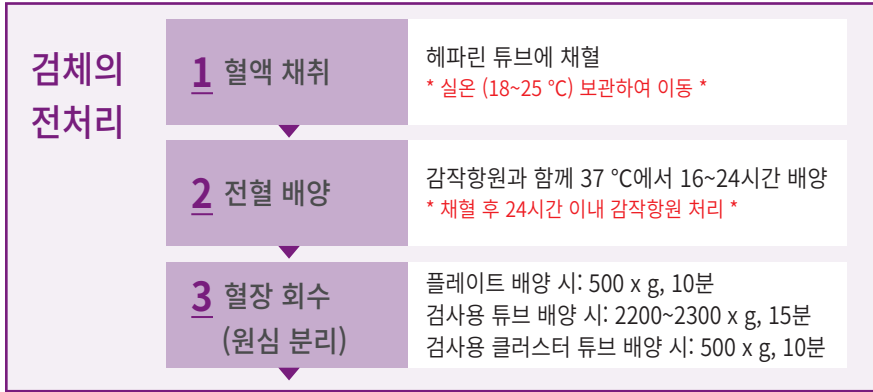 검체의
전처리
1 혈액 채취
헤파린 튜브에 채혈
* 실온 (18~25 ℃) 보관하여 이동 *
2 전혈 배양
감작항원과 함께 37 ℃에서 16~24시간 배양
* 채혈 후 24시간 이내 감작항원 처리 *
3 혈장 회수
(원심 분리)
플레이트 배양 시: 500 x g, 10분
검사용 튜브 배양 시: 2200~2300 x g, 15분
검사용 클러스터 튜브 배양 시: 500 x g, 10분